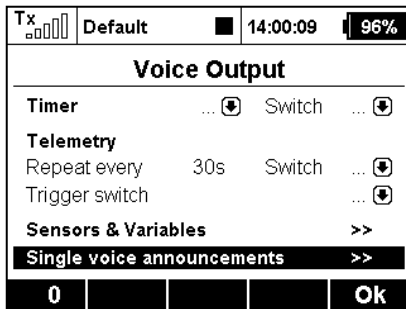 Tx Default 14:00:09 96%
Voice Output
Timer ... Switch ...
Telemetry
Repeat every 30s Switch ...
Trigger switch ...
Sensors & Variables >>
Single voice announcements >>
0 Ok